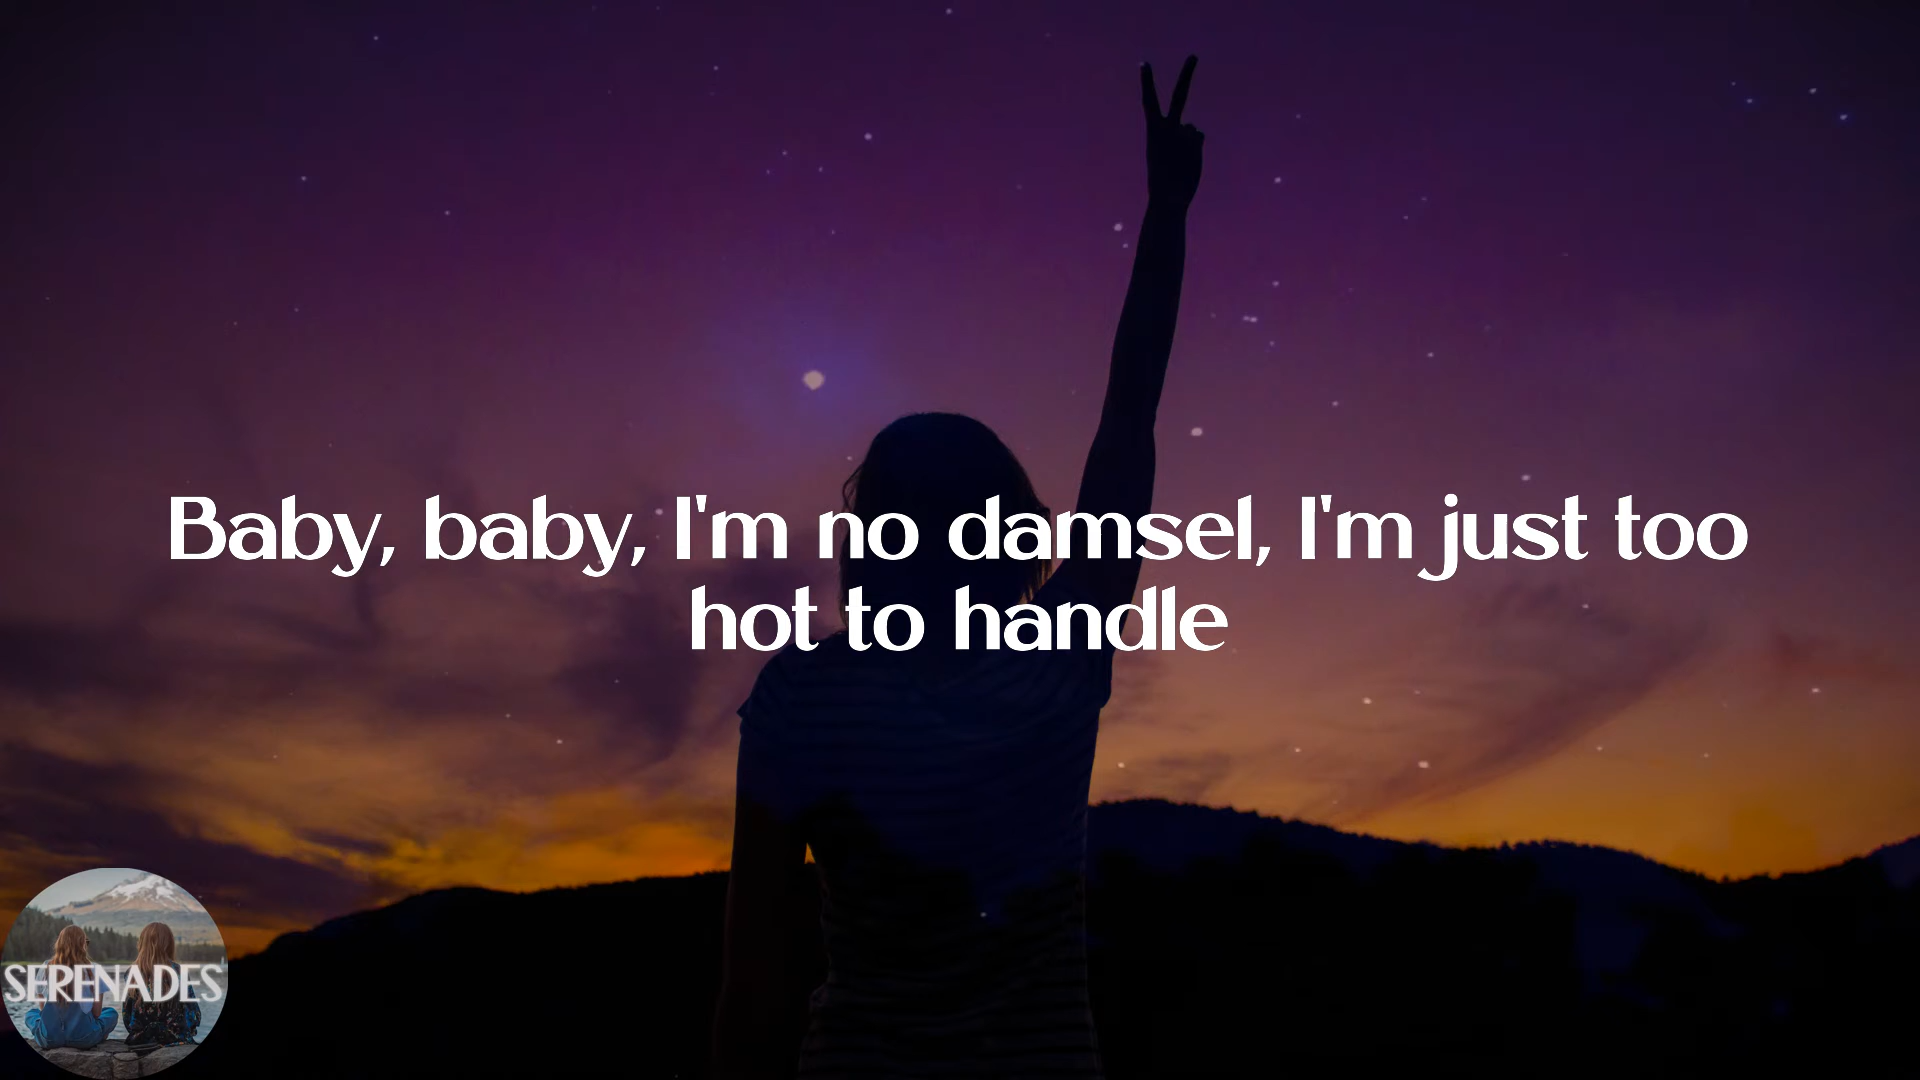 Baby, baby, I'm no damsel, I'm just too
hot to handle
SERENADES